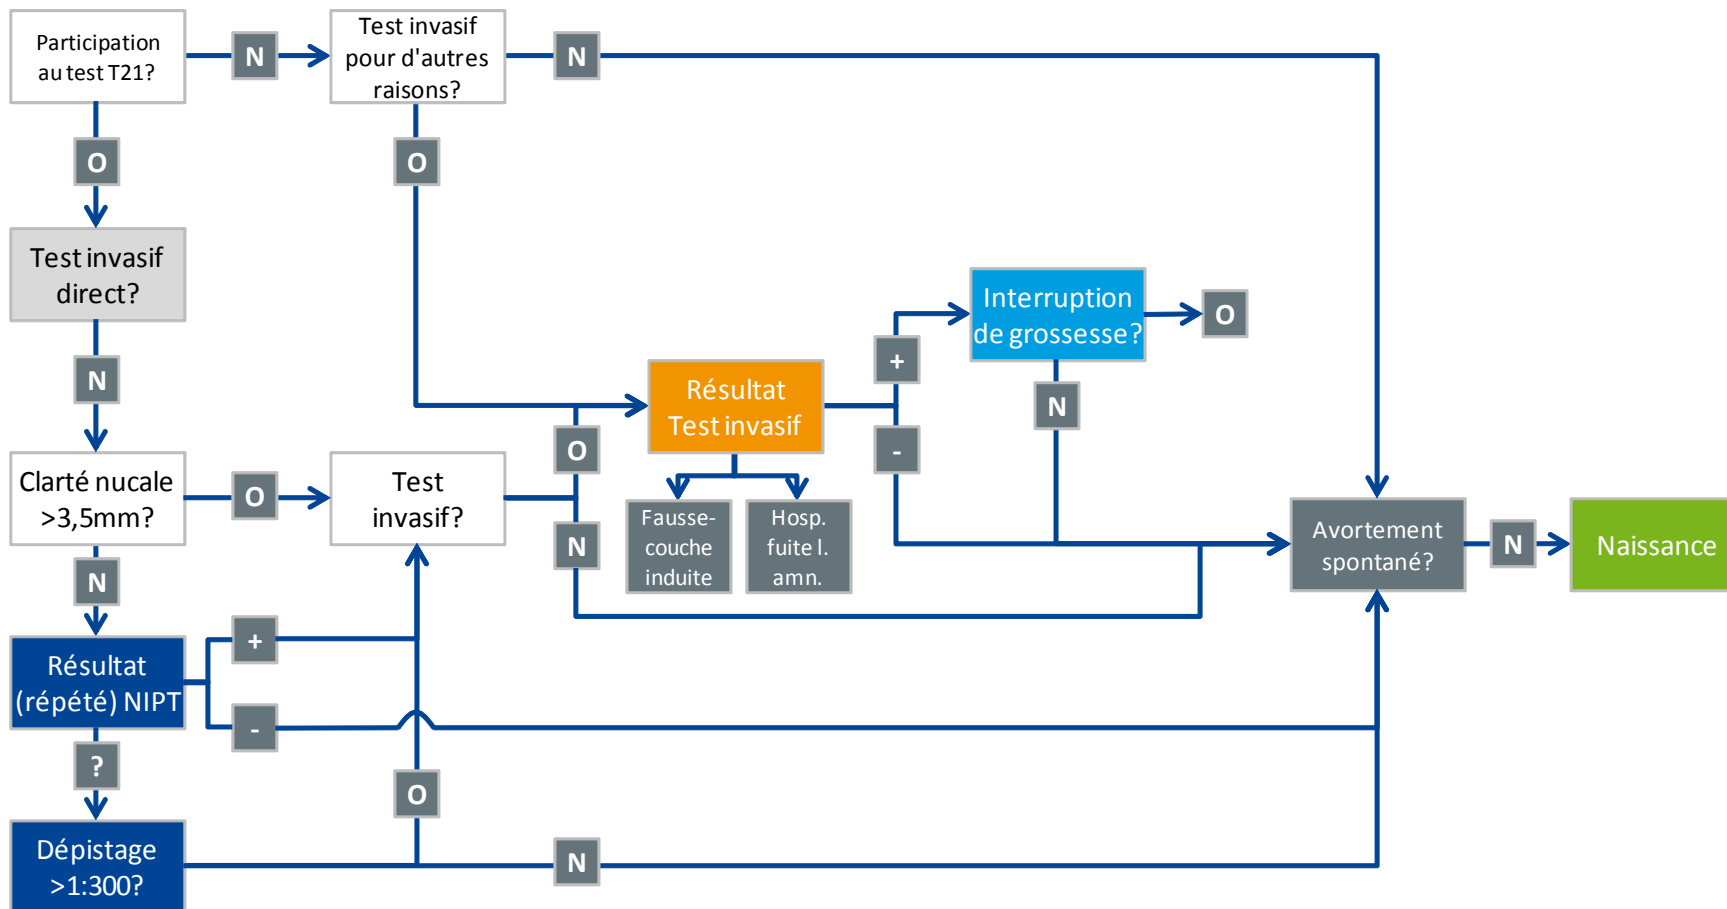 Participation
au test T21?
N
Test invasif
pour d'autres
raisons?
N
O
O
Test invasif
direct?
N
Interruption
de grossesse?
O
+
N
Résultat
Test invasif
-
O
Clarté nucale
>3,5mm?
O
Test
invasif?
N
Fausse-
couche
induite
Hosp.
fuite l.
amn.
Avortement
spontané?
N
Naissance
N
Résultat
(répété) NIPT
+
-
?
O
Dépistage
>1:300?
N